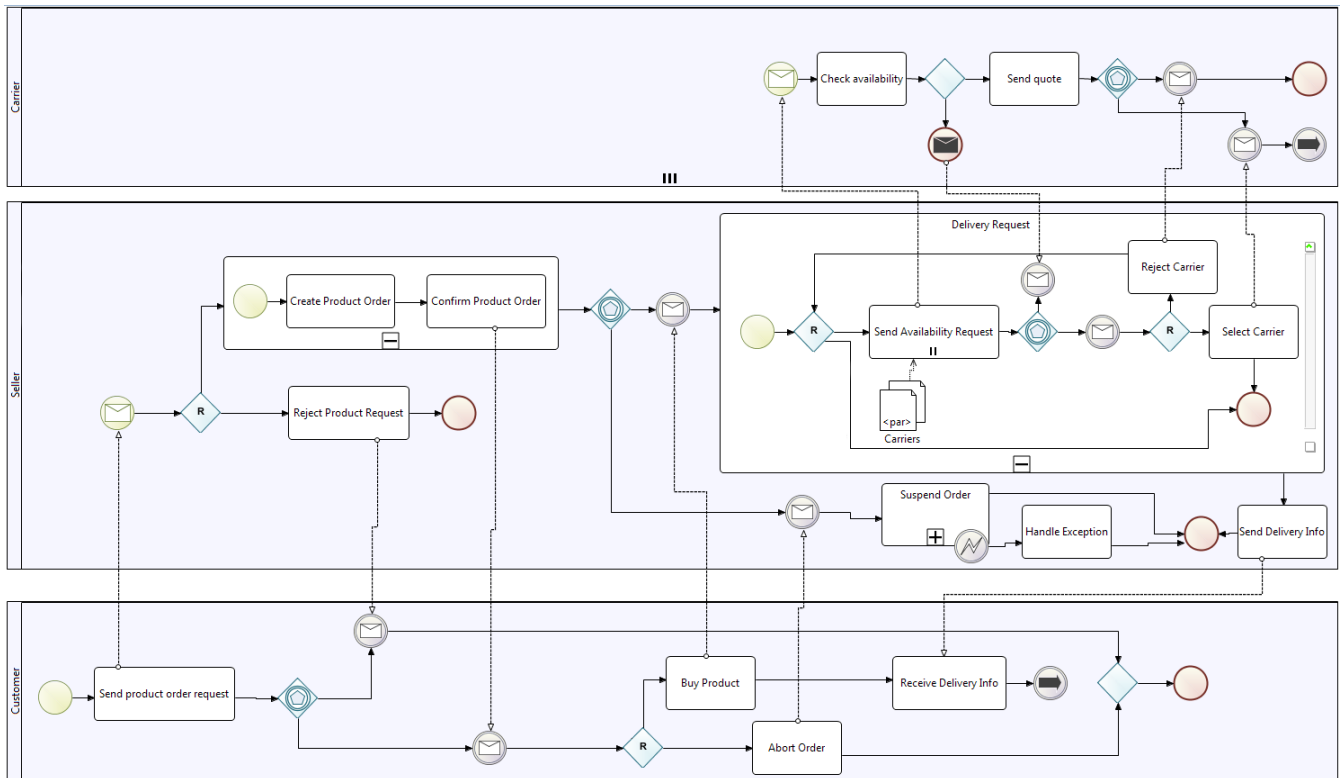 Carrier
Check availability
Send quote
Seller
Delivery Request
Create Product Order
Confirm Product Order
Reject Carrier
R
Send Availability Request
R
Select Carrier
R
Reject Product Request
<par>
Carriers
Suspend Order
Handle Exception
Send Delivery Info
Customer
Send product order request
Buy Product
Receive Delivery Info
R
Abort Order